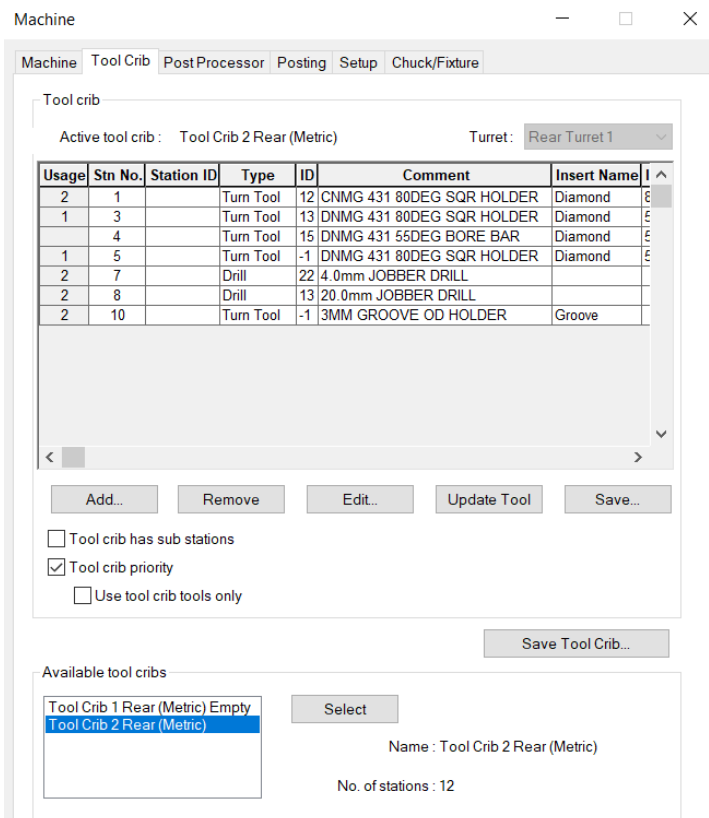 Machine
Machine Tool Crib Post Processor Posting Setup Chuck/Fixture
Tool crib
Active tool crib : Tool Crib 2 Rear (Metric) Turret : Rear Turret 1
Usage Stn No. Station ID Type ID Comment Insert Name I
2 1 Turn Tool 12 CNMG 431 80DEG SQR HOLDER Diamond 8
1 3 Turn Tool 13 DNMG 431 80DEG SQR HOLDER Diamond 5
4 Turn Tool 15 DNMG 431 55DEG BORE BAR Diamond 5
1 5 Turn Tool -1 DNMG 431 80DEG SQR HOLDER Diamond 5
2 7 Drill 22 4.0mm JOBBER DRILL
2 8 Drill 13 20.0mm JOBBER DRILL
2 10 Turn Tool -1 3MM GROOVE OD HOLDER Groove
Add... Remove Edit... Update Tool Save...
Tool crib has sub stations
Tool crib priority
Use tool crib tools only
Save Tool Crib...
Available tool cribs
Tool Crib 1 Rear (Metric) Empty
Tool Crib 2 Rear (Metric)
Select
Name : Tool Crib 2 Rear (Metric)
No. of stations : 12